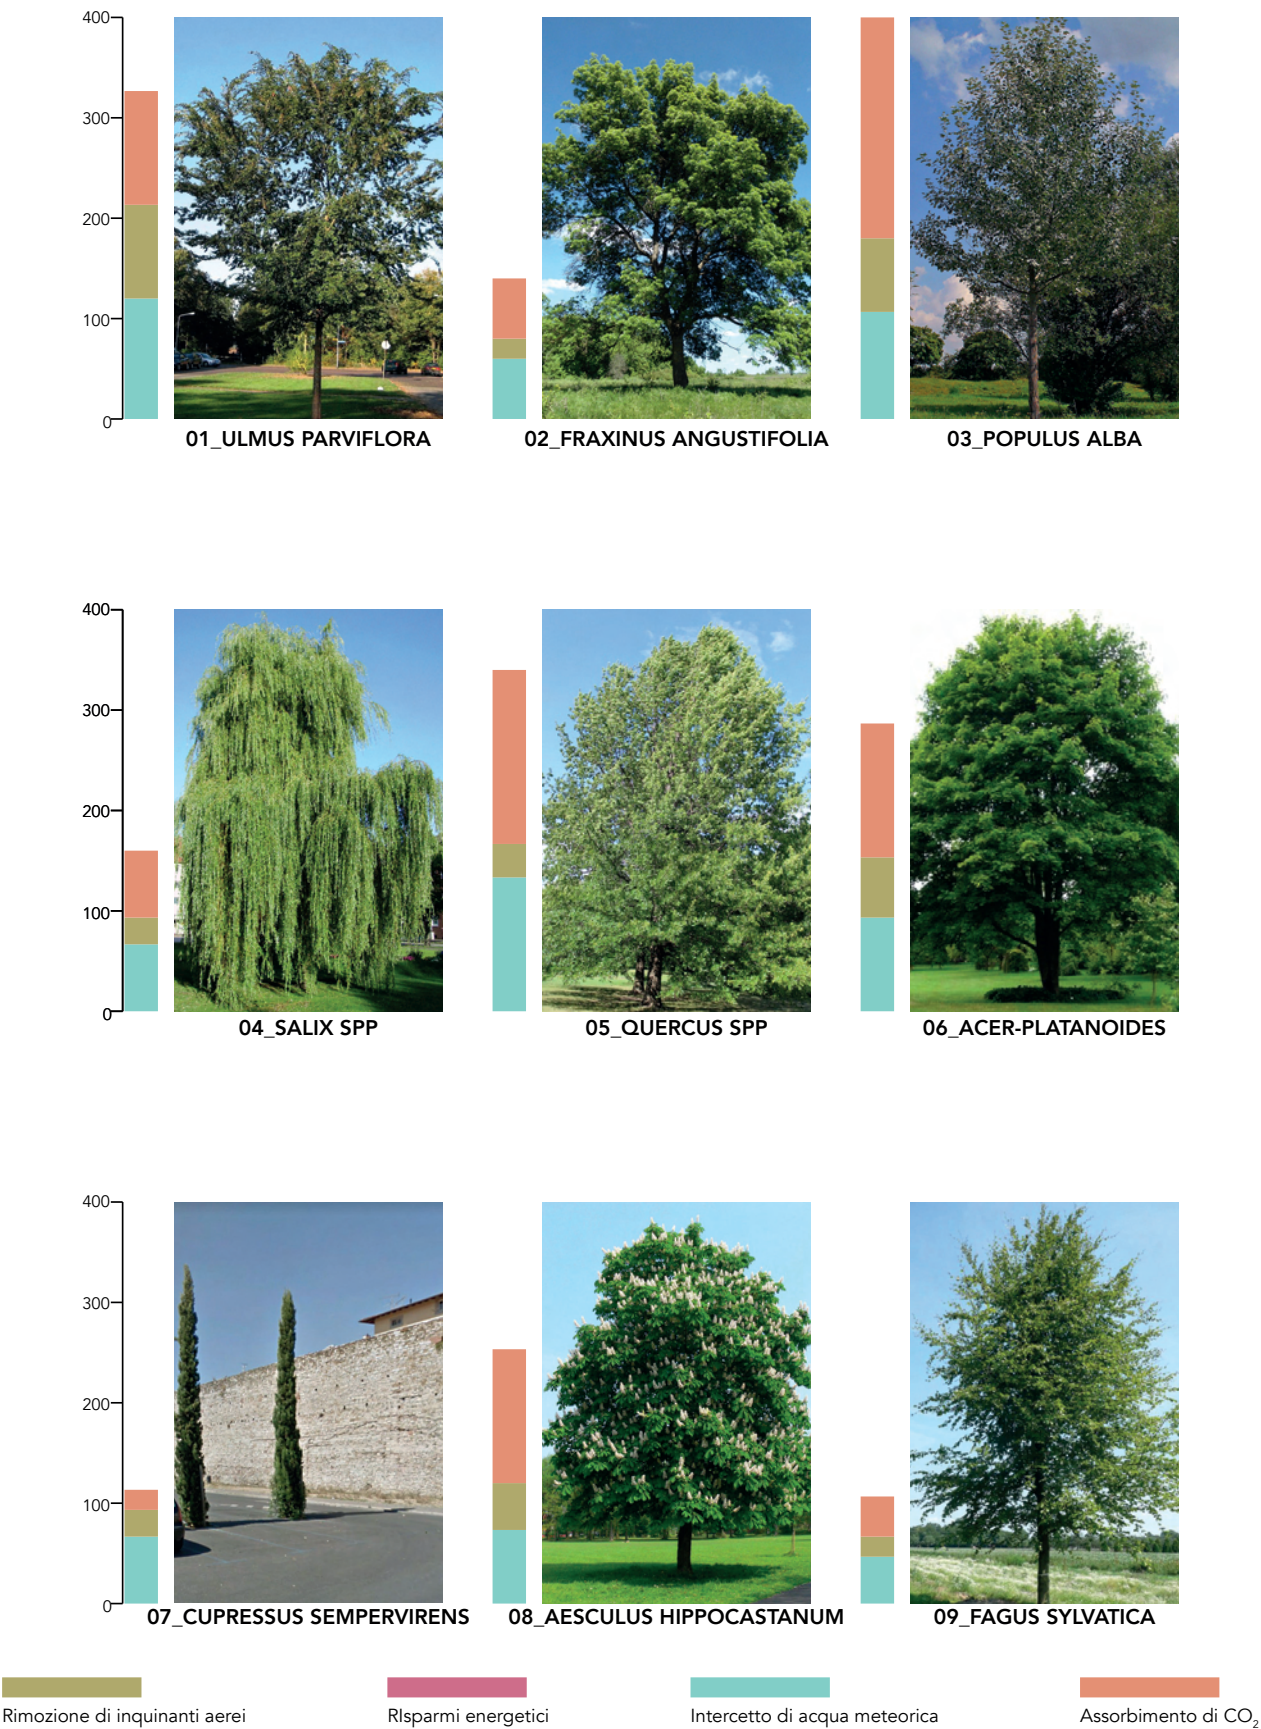 400
300
200
100
0
01_ULMUS PARVIFLORA
02_FRAXINUS ANGUSTIFOLIA
03_POPULUS ALBA
400
300
200
100
0
04_SALIX SPP
05_QUERCUS SPP
06_ACER-PLATANOIDES
400
300
200
100
0
07_CUPRESSUS SEMPERVIRENS
08_AESCULUS HIPPOCASTANUM
09_FAGUS SYLVATICA
Rimozione di inquinanti aerei
RIsparmi energetici
Intercetto di acqua meteorica
Assorbimento di CO₂